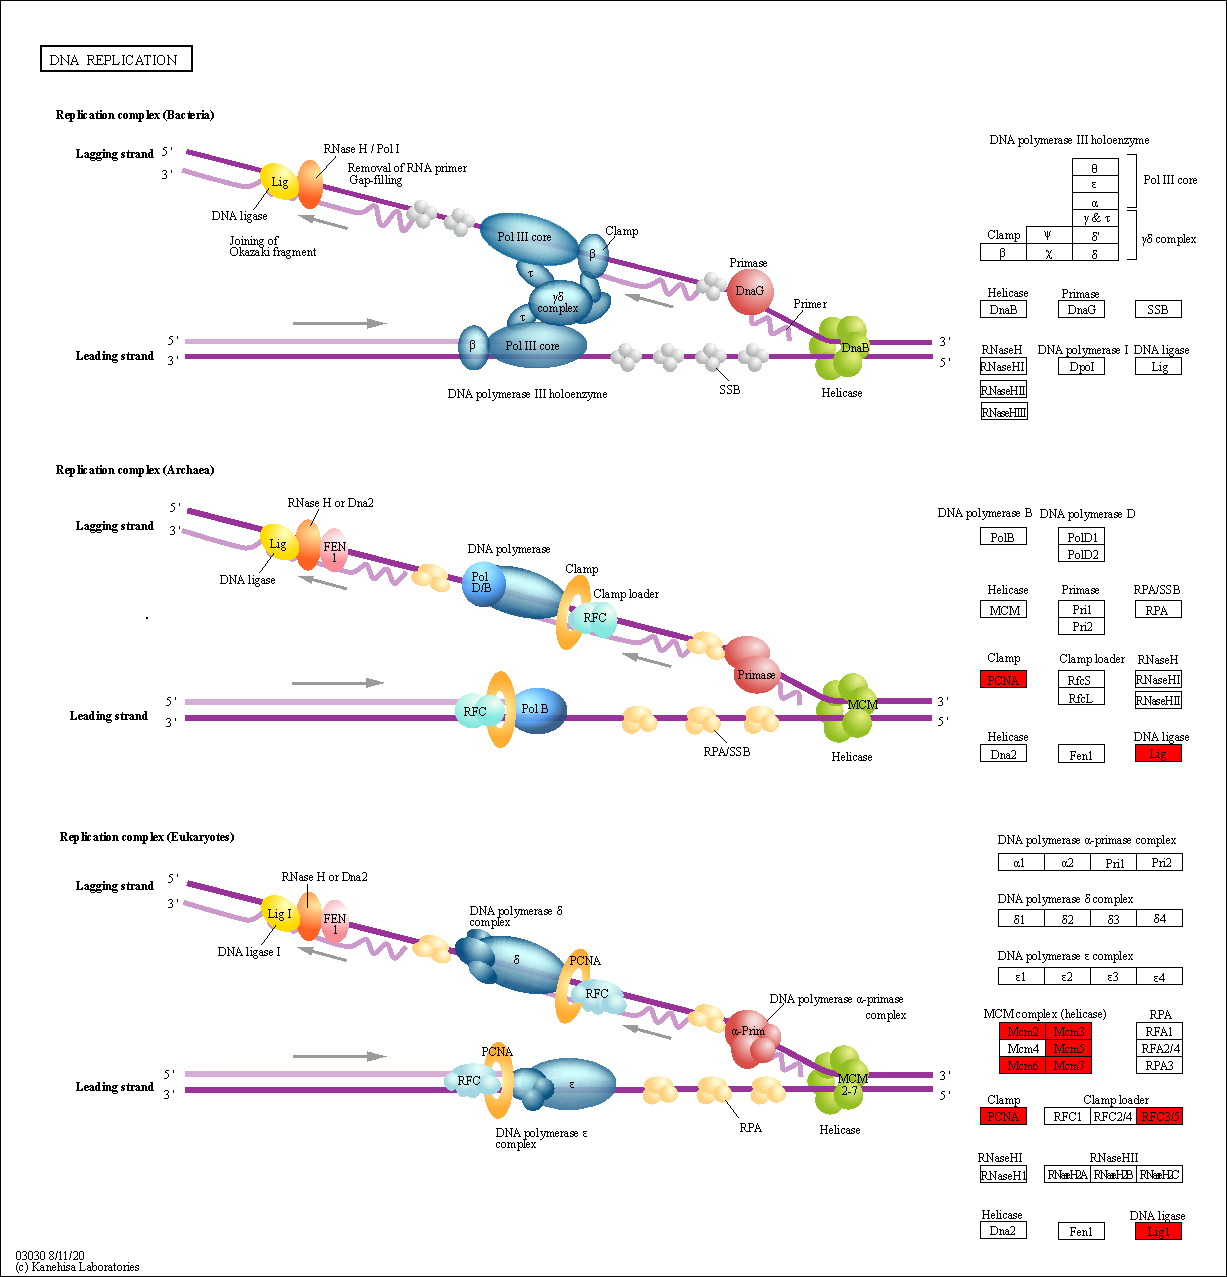 DNA REPLICATION
Replication complex (Bacteria)
Lagging strand
5'
3'
Lig
RNase H / Pol I
Removal of RNA primer
Gap-filling
DNA ligase
Joining of
Okazaki fragment
Pol III core
Clamp
β
τ
γδ
complex
τ
β
Pol III core
Primase
DnaG
Primer
DnaB
Leading strand
5'
3'
3'
5'
SSB
Helicase
DNA polymerase III holoenzyme
DNA polymerase III holoenzyme
θ
ε
α
Pol III core
γ & τ
Clamp
ψ
δ'
β
χ
δ
γδ complex
Helicase
Primase
DnaB
DnaG
SSB
RNaseH
DNA polymerase I
DNA ligase
RNaseHI
DpoI
Lig
RNaseHII
RNaseHIII
Replication complex (Archaea)
Lagging strand
5'
3'
Lig
RNase H or Dna2
FEN
1
DNA ligase
DNA polymerase
Pol
D/B
Clamp
Clamp loader
RFC
Primase
MCM
Leading strand
5'
3'
RFC
Pol B
RPA/SSB
Helicase
3'
5'
DNA polymerase B
DNA polymerase D
PolB
PolD1
PolD2
Helicase
Primase
RPA/SSB
MCM
Pri1
RPA
Pri2
Clamp
Clamp loader
RNaseH
PCNA
RfcS
RNaseHI
RfcL
RNaseHII
Helicase
DNA ligase
Dna2
Fen1
Lig
Replication complex (Eukaryotes)
Lagging strand
5'
3'
Lig I
RNase H or Dna2
FEN
1
DNA ligase I
DNA polymerase δ
complex
δ
PCNA
RFC
DNA polymerase α-primase
complex
α-Prim
MCM
2-7
Leading strand
5'
3'
RFC
PCNA
ε
DNA polymerase ε
complex
RPA
Helicase
3'
5'
DNA polymerase α-primase complex
α1
α2
Pri1
Pri2
DNA polymerase δ complex
δ1
δ2
δ3
δ4
DNA polymerase ε complex
ε1
ε2
ε3
ε4
MCM complex (helicase)
RPA
Mcm2
Mcm3
RFA1
Mcm4
Mcm5
RFA2/4
Mcm6
Mcm7
RPA3
Clamp
Clamp loader
PCNA
RFC1
RFC2/4
RFC3/5
RNaseHI
RNaseHII
RNaseH1
RNaseH2A
RNaseH2B
RNaseH2C
Helicase
DNA ligase
Dna2
Fen1
Lig1
03030 8/11/20
(c) Kanehisa Laboratories